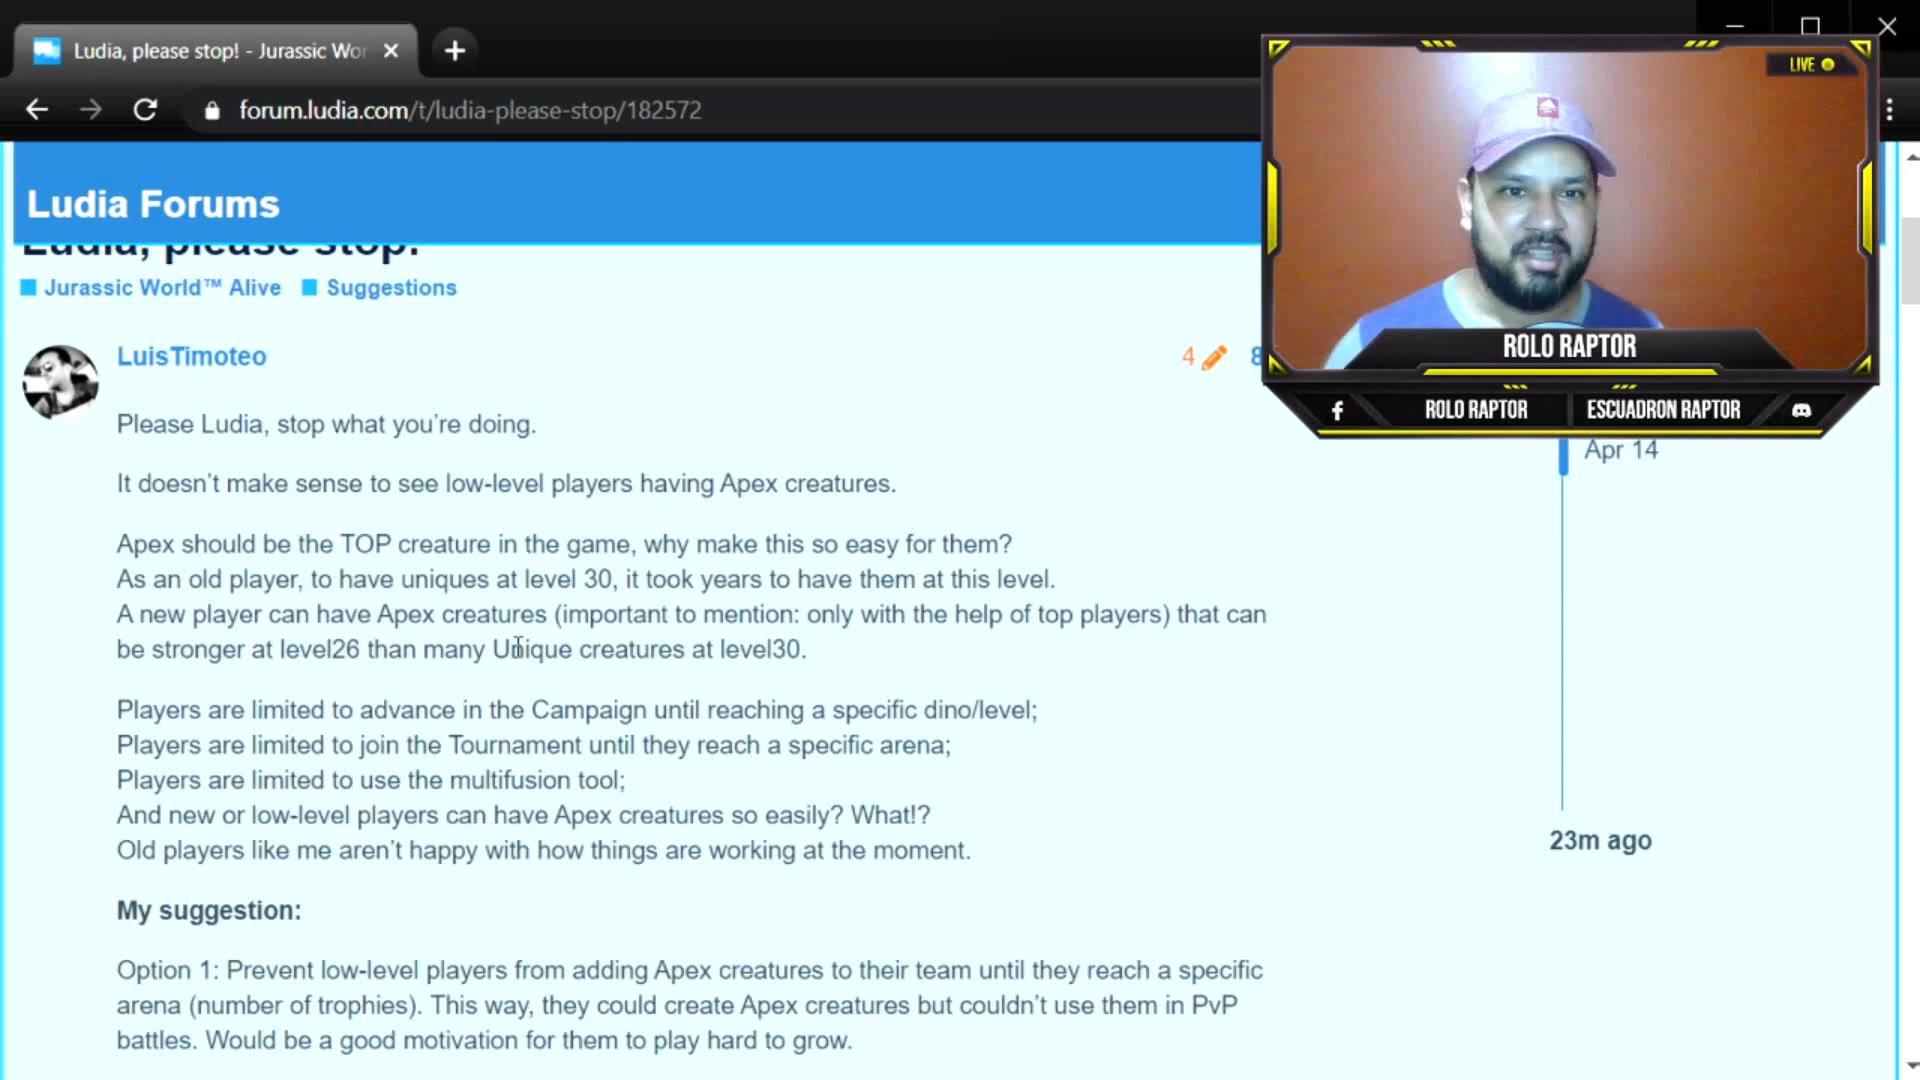 Ludia, please stop! - Jurassic Wor
forum.ludia.com/t/ludia-please-stop/182572
LIVE
Ludia Forums
Ludia, please stop!
Jurassic World™ Alive Suggestions
LuisTimoteo
4
8
ROLO RAPTOR
ROLO RAPTOR
ESCUADRON RAPTOR
Apr 14
Please Ludia, stop what you're doing.
It doesn't make sense to see low-level players having Apex creatures.
Apex should be the TOP creature in the game, why make this so easy for them?
As an old player, to have uniques at level 30, it took years to have them at this level.
A new player can have Apex creatures (important to mention: only with the help of top players) that can
be stronger at level26 than many Unique creatures at level30.
Players are limited to advance in the Campaign until reaching a specific dino/level;
Players are limited to join the Tournament until they reach a specific arena;
Players are limited to use the multifusion tool;
And new or low-level players can have Apex creatures so easily? What!?
Old players like me aren't happy with how things are working at the moment.
23m ago
My suggestion:
Option 1: Prevent low-level players from adding Apex creatures to their team until they reach a specific
arena (number of trophies). This way, they could create Apex creatures but couldn't use them in PvP
battles. Would be a good motivation for them to play hard to grow.